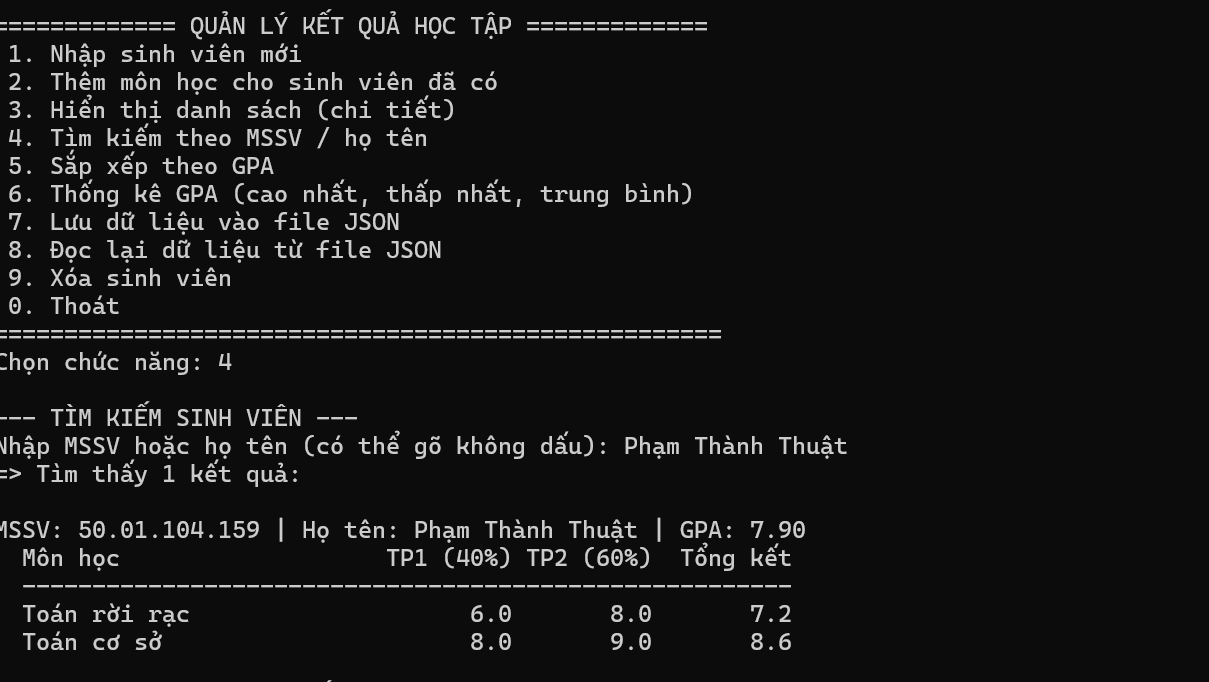 ============= QUẢN LÝ KẾT QUẢ HỌC TẬP =============
1. Nhập sinh viên mới
2. Thêm môn học cho sinh viên đã có
3. Hiển thị danh sách (chi tiết)
4. Tìm kiếm theo MSSV / họ tên
5. Sắp xếp theo GPA
6. Thống kê GPA (cao nhất, thấp nhất, trung bình)
7. Lưu dữ liệu vào file JSON
8. Đọc lại dữ liệu từ file JSON
9. Xóa sinh viên
0. Thoát
====================================================
Chọn chức năng: 4
--- TÌM KIẾM SINH VIÊN ---
Nhập MSSV hoặc họ tên (có thể gõ không dấu): Phạm Thành Thuật
=> Tìm thấy 1 kết quả:
MSSV: 50.01.104.159 | Họ tên: Phạm Thành Thuật | GPA: 7.90
Môn học TP1 (40%) TP2 (60%) Tổng kết
-------------------------------------------------------
Toán rời rạc 6.0 8.0 7.2
Toán cơ sở 8.0 9.0 8.6